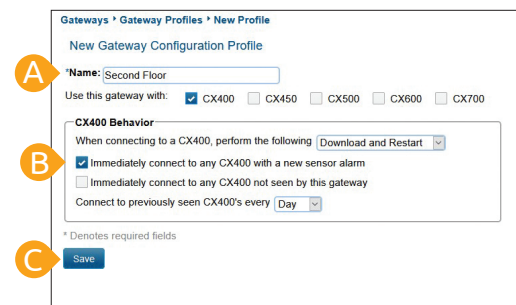 Gateways ‣ Gateway Profiles ‣ New Profile
New Gateway Configuration Profile
A
*Name: Second Floor
Use this gateway with: CX400 CX450 CX500 CX600 CX700
CX400 Behavior
When connecting to a CX400, perform the following Download and Restart
B
Immediately connect to any CX400 with a new sensor alarm
Immediately connect to any CX400 not seen by this gateway
Connect to previously seen CX400's every Day
* Denotes required fields
C
Save